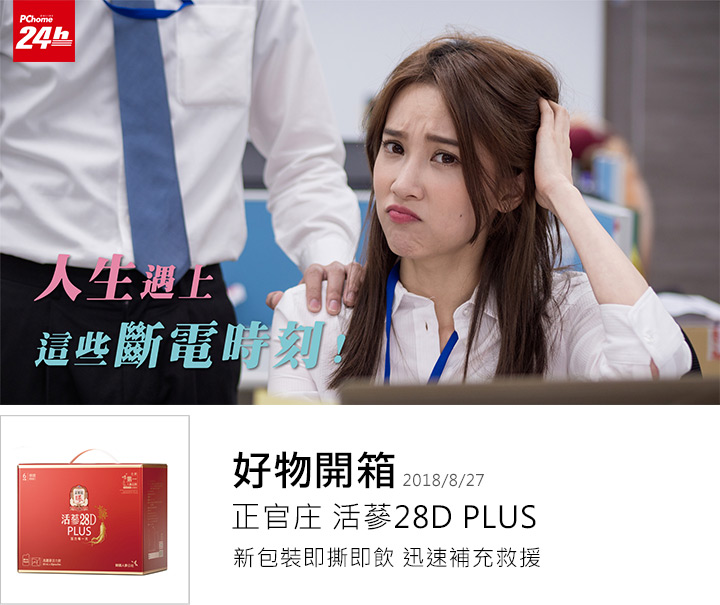 PChome
24h
人生遇上
這些斷電時刻！
活蔘28D
PLUS
好物開箱 2018/8/27
正官庄 活蔘28D PLUS
新包裝即撕即飲 迅速補充救援